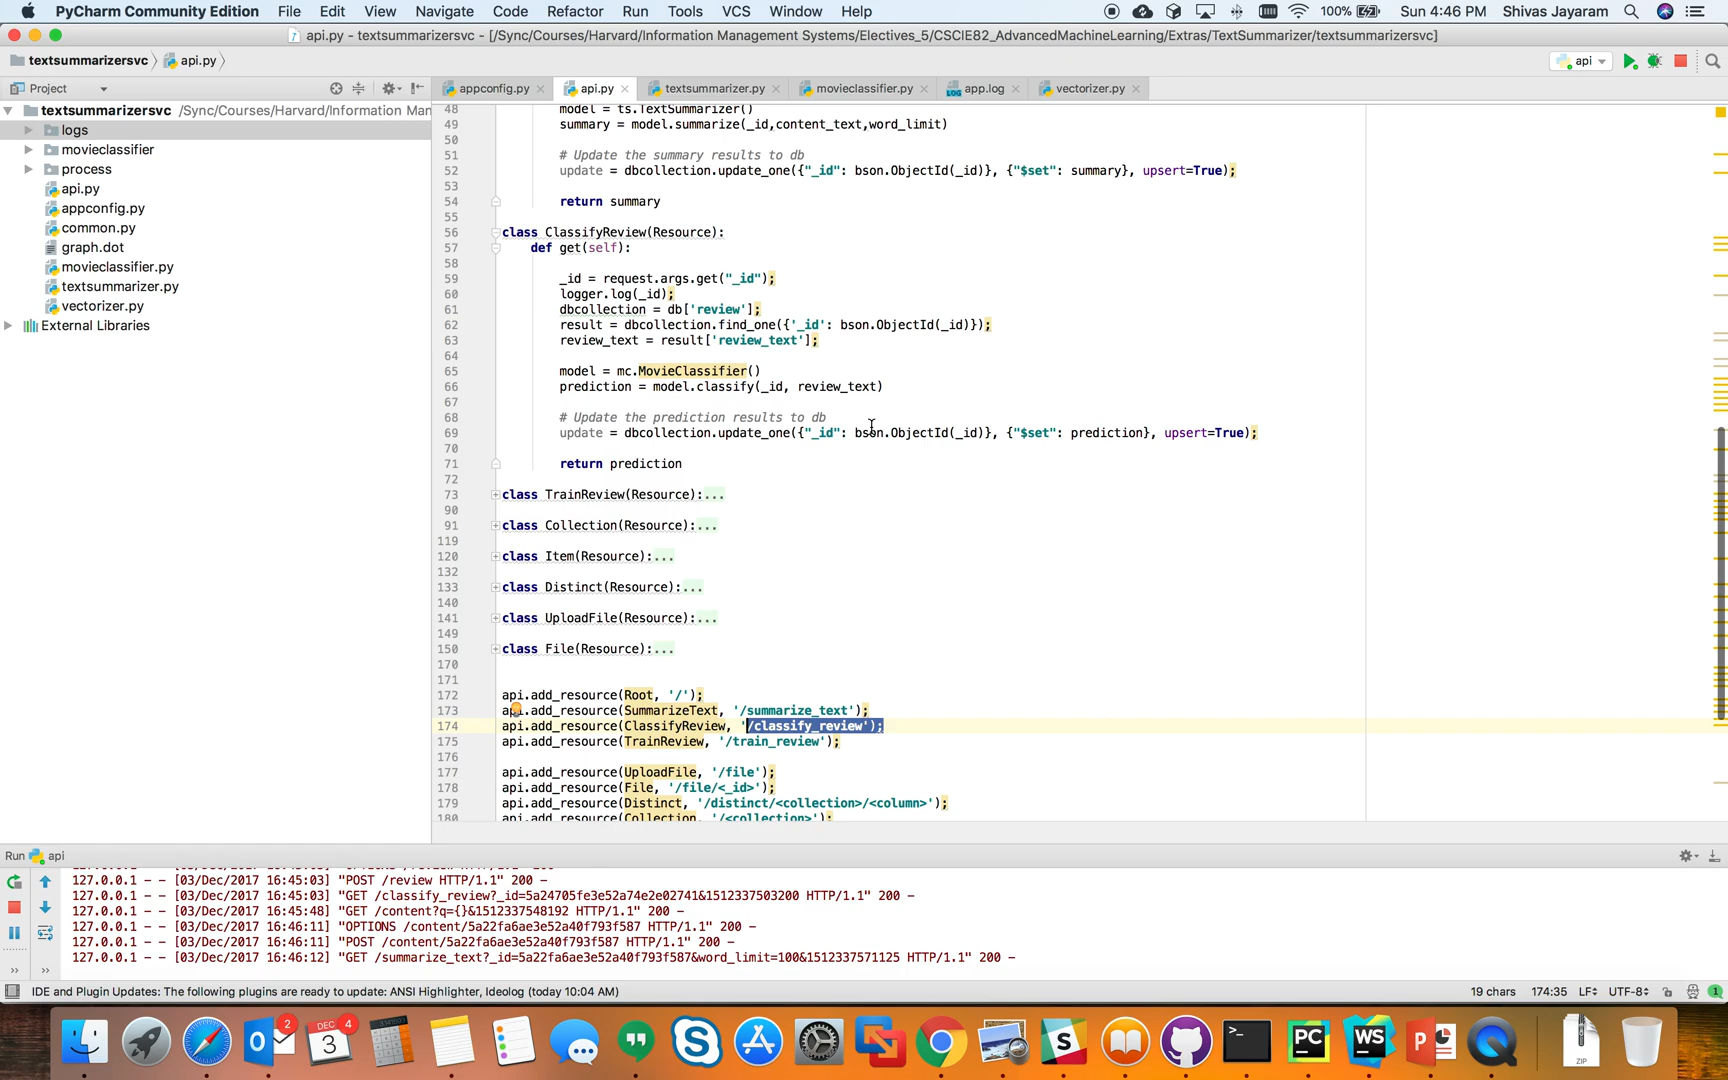 PyCharm Community Edition File Edit View Navigate Code Refactor Run Tools VCS Window Help 100% Sun 4:46 PM Shivas Jayaram
api.py - textsummarizersvc - [/Sync/Courses/Harvard/Information Management Systems/Electives_5/CSCIE82_AdvancedMachineLearning/Extras/TextSummarizer/textsummarizersvc]
textsummarizersvc api.py api
Project appconfig.py api.py textsummarizer.py movieclassifier.py app.log vectorizer.py
textsummarizersvc /Sync/Courses/Harvard/Information Man
logs
movieclassifier
process
api.py
appconfig.py
common.py
graph.dot
movieclassifier.py
textsummarizer.py
vectorizer.py
External Libraries
48 model = ts.TextSummarizer()
49 summary = model.summarize(_id,content_text,word_limit)
50
51 # Update the summary results to db
52 update = dbcollection.update_one({"_id": bson.ObjectId(_id)}, {"$set": summary}, upsert=True);
53
54 return summary
55
56 class ClassifyReview(Resource):
57 def get(self):
58
59 _id = request.args.get("_id");
60 logger.log(_id);
61 dbcollection = db['review'];
62 result = dbcollection.find_one({'_id': bson.ObjectId(_id)});
63 review_text = result['review_text'];
64
65 model = mc.MovieClassifier()
66 prediction = model.classify(_id, review_text)
67
68 # Update the prediction results to db
69 update = dbcollection.update_one({"_id": bson.ObjectId(_id)}, {"$set": prediction}, upsert=True);
70
71 return prediction
72
73 class TrainReview(Resource):...
90
91 class Collection(Resource):...
119
120 class Item(Resource):...
132
133 class Distinct(Resource):...
140
141 class UploadFile(Resource):...
149
150 class File(Resource):...
170
171
172 api.add_resource(Root, '/');
173 api.add_resource(SummarizeText, '/summarize_text');
174 api.add_resource(ClassifyReview, '/classify_review');
175 api.add_resource(TrainReview, '/train_review');
176
177 api.add_resource(UploadFile, '/file');
178 api.add_resource(File, '/file/<_id>');
179 api.add_resource(Distinct, '/distinct/<collection>/<column>');
180 api.add_resource(Collection, '/<collection>');
Run api
127.0.0.1 - - [03/Dec/2017 16:45:03] "POST /review HTTP/1.1" 200 -
127.0.0.1 - - [03/Dec/2017 16:45:03] "GET /classify_review?_id=5a24705fe3e52a74e2e02741&1512337503200 HTTP/1.1" 200 -
127.0.0.1 - - [03/Dec/2017 16:45:48] "GET /content?q={}&1512337548192 HTTP/1.1" 200 -
127.0.0.1 - - [03/Dec/2017 16:46:11] "OPTIONS /content/5a22fa6ae3e52a40f793f587 HTTP/1.1" 200 -
127.0.0.1 - - [03/Dec/2017 16:46:11] "POST /content/5a22fa6ae3e52a40f793f587 HTTP/1.1" 200 -
127.0.0.1 - - [03/Dec/2017 16:46:12] "GET /summarize_text?_id=5a22fa6ae3e52a40f793f587&word_limit=100&1512337571125 HTTP/1.1" 200 -
IDE and Plugin Updates: The following plugins are ready to update: ANSI Highlighter, Ideolog (today 10:04 AM) 19 chars 174:35 LF UTF-8 1
2 DEC 3 4 PC WS P ZIP